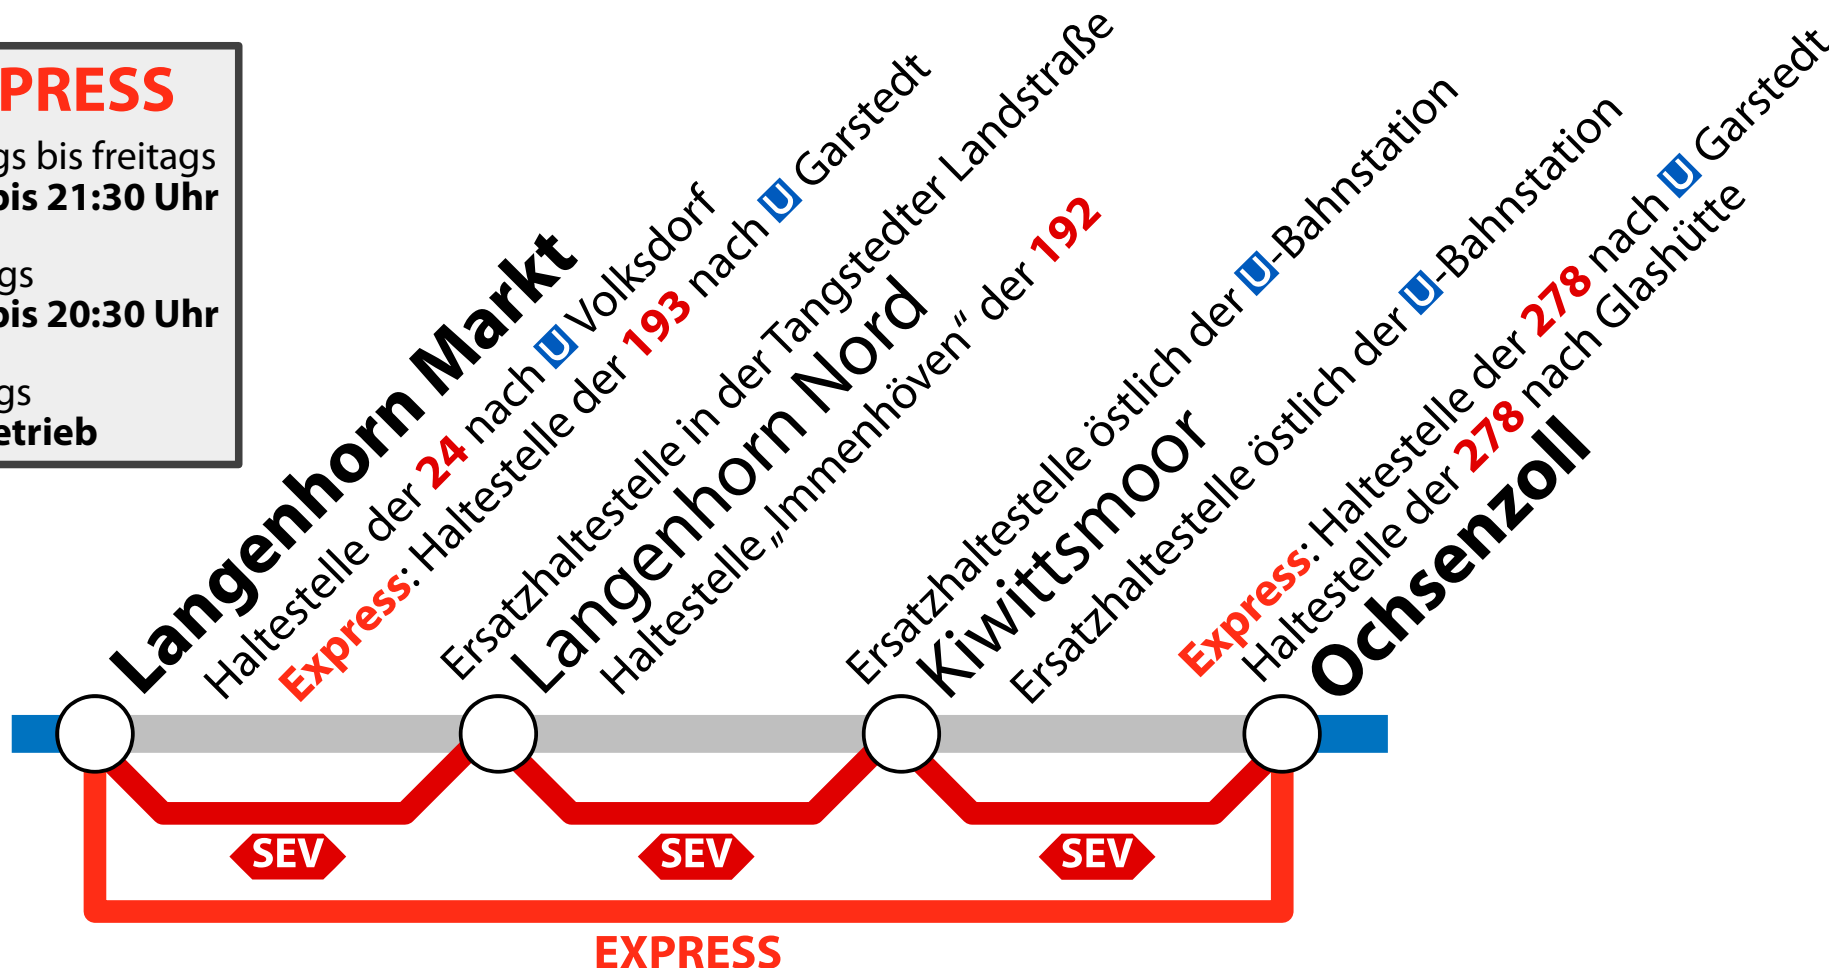 PRESS
gs bis freitags
bis 21:30 Uhr
gs
bis 20:30 Uhr
gs
etrieb
Langenhorn Markt
Haltestelle der 24 nach U Volksdorf
Express: Haltestelle der 193 nach U Garstedt
Ersatzhaltestelle in der Tangstedter Landstraße
Langenhorn Nord
Haltestelle „Immenhöven“ der 192
Ersatzhaltestelle östlich der U-Bahnstation
Kiwittsmoor
Ersatzhaltestelle östlich der U-Bahnstation
Express: Haltestelle der 278 nach U Garstedt
Haltestelle der 278 nach Glashütte
Ochsenzoll
SEV
SEV
SEV
EXPRESS